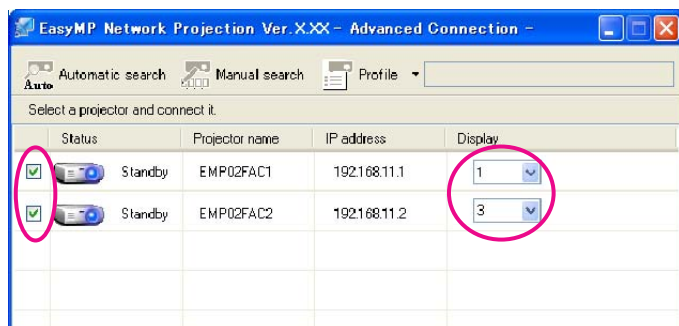 EasyMP Network Projection Ver.X.XX - Advanced Connection -
Auto Automatic search Manual search Profile
Select a projector and connect it.
Status Projector name IP address Display
Standby EMP02FAC1 192.168.11.1 1
Standby EMP02FAC2 192.168.11.2 3